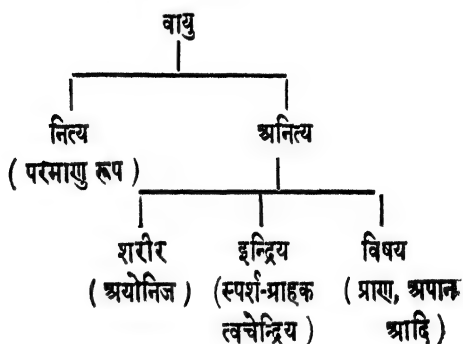 वायु
नित्य अनित्य
( परमाणु रूप )
शरीर इन्द्रिय विषय
( अयोनिज ) (स्पर्श-ग्राहक ( प्राण, अपान
त्वचेन्द्रिय ) आदि )